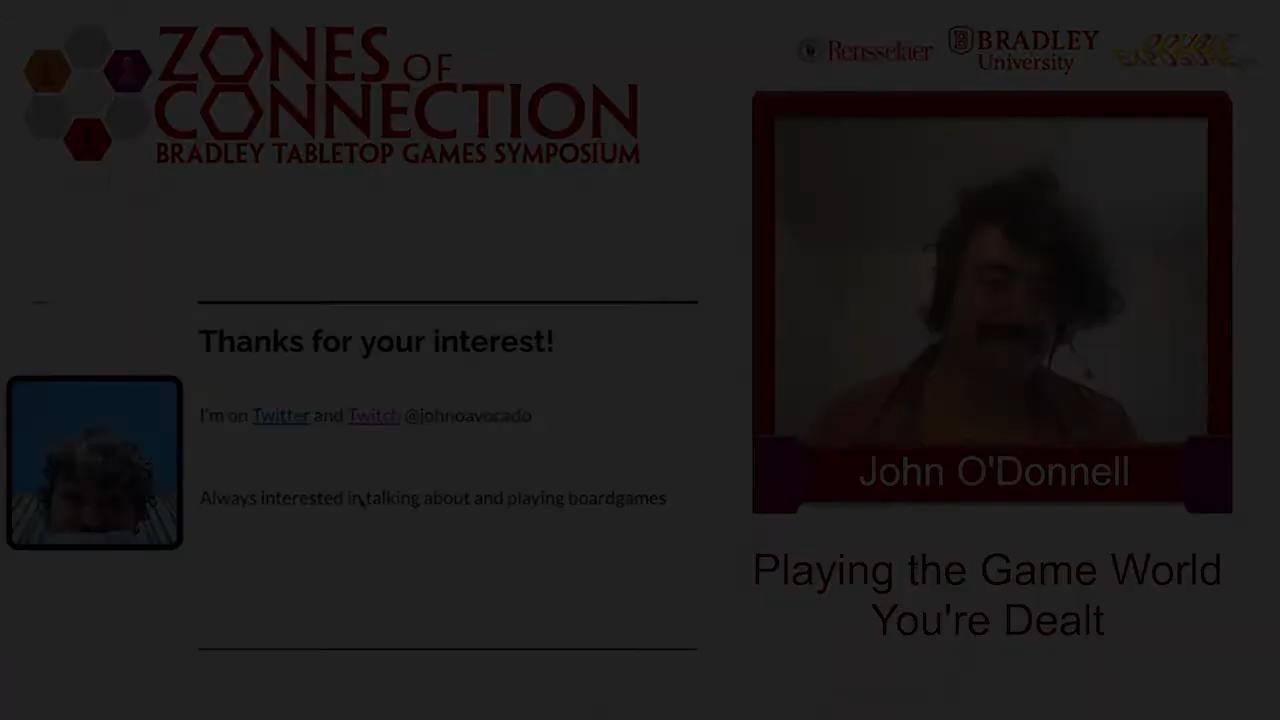 ZONES OF
CONNECTION
BRADLEY TABLETOP GAMES SYMPOSIUM
Rensselaer
BRADLEY
University
Thanks for your interest!
I'm on Twitter and Twitch @johnoavocado
Always interested in talking about and playing boardgames
John O'Donnell
Playing the Game World
You're Dealt